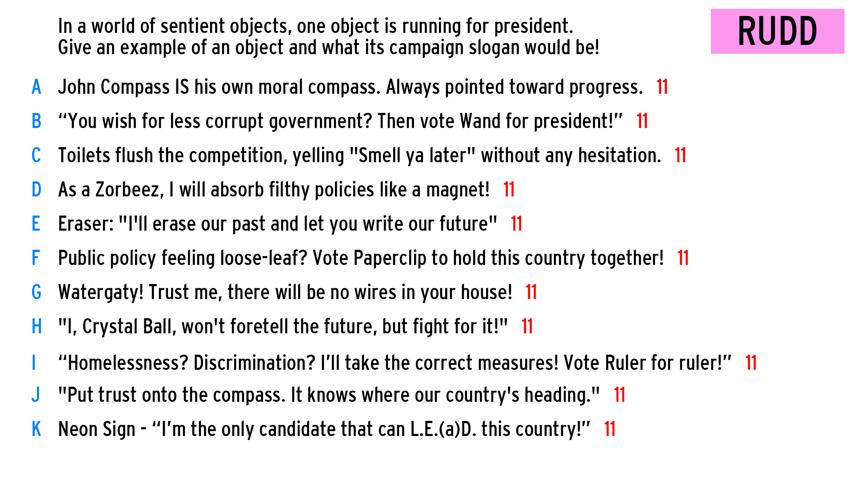 In a world of sentient objects, one object is running for president.
Give an example of an object and what its campaign slogan would be!
RUDD
A John Compass IS his own moral compass. Always pointed toward progress. 11
B “You wish for less corrupt government? Then vote Wand for president!” 11
C Toilets flush the competition, yelling "Smell ya later" without any hesitation. 11
D As a Zorbeez, I will absorb filthy policies like a magnet! 11
E Eraser: "I'll erase our past and let you write our future" 11
F Public policy feeling loose-leaf? Vote Paperclip to hold this country together! 11
G Watergaty! Trust me, there will be no wires in your house! 11
H "I, Crystal Ball, won't foretell the future, but fight for it!" 11
I “Homelessness? Discrimination? I’ll take the correct measures! Vote Ruler for ruler!” 11
J "Put trust onto the compass. It knows where our country's heading." 11
K Neon Sign - “I’m the only candidate that can L.E.(a)D. this country!” 11